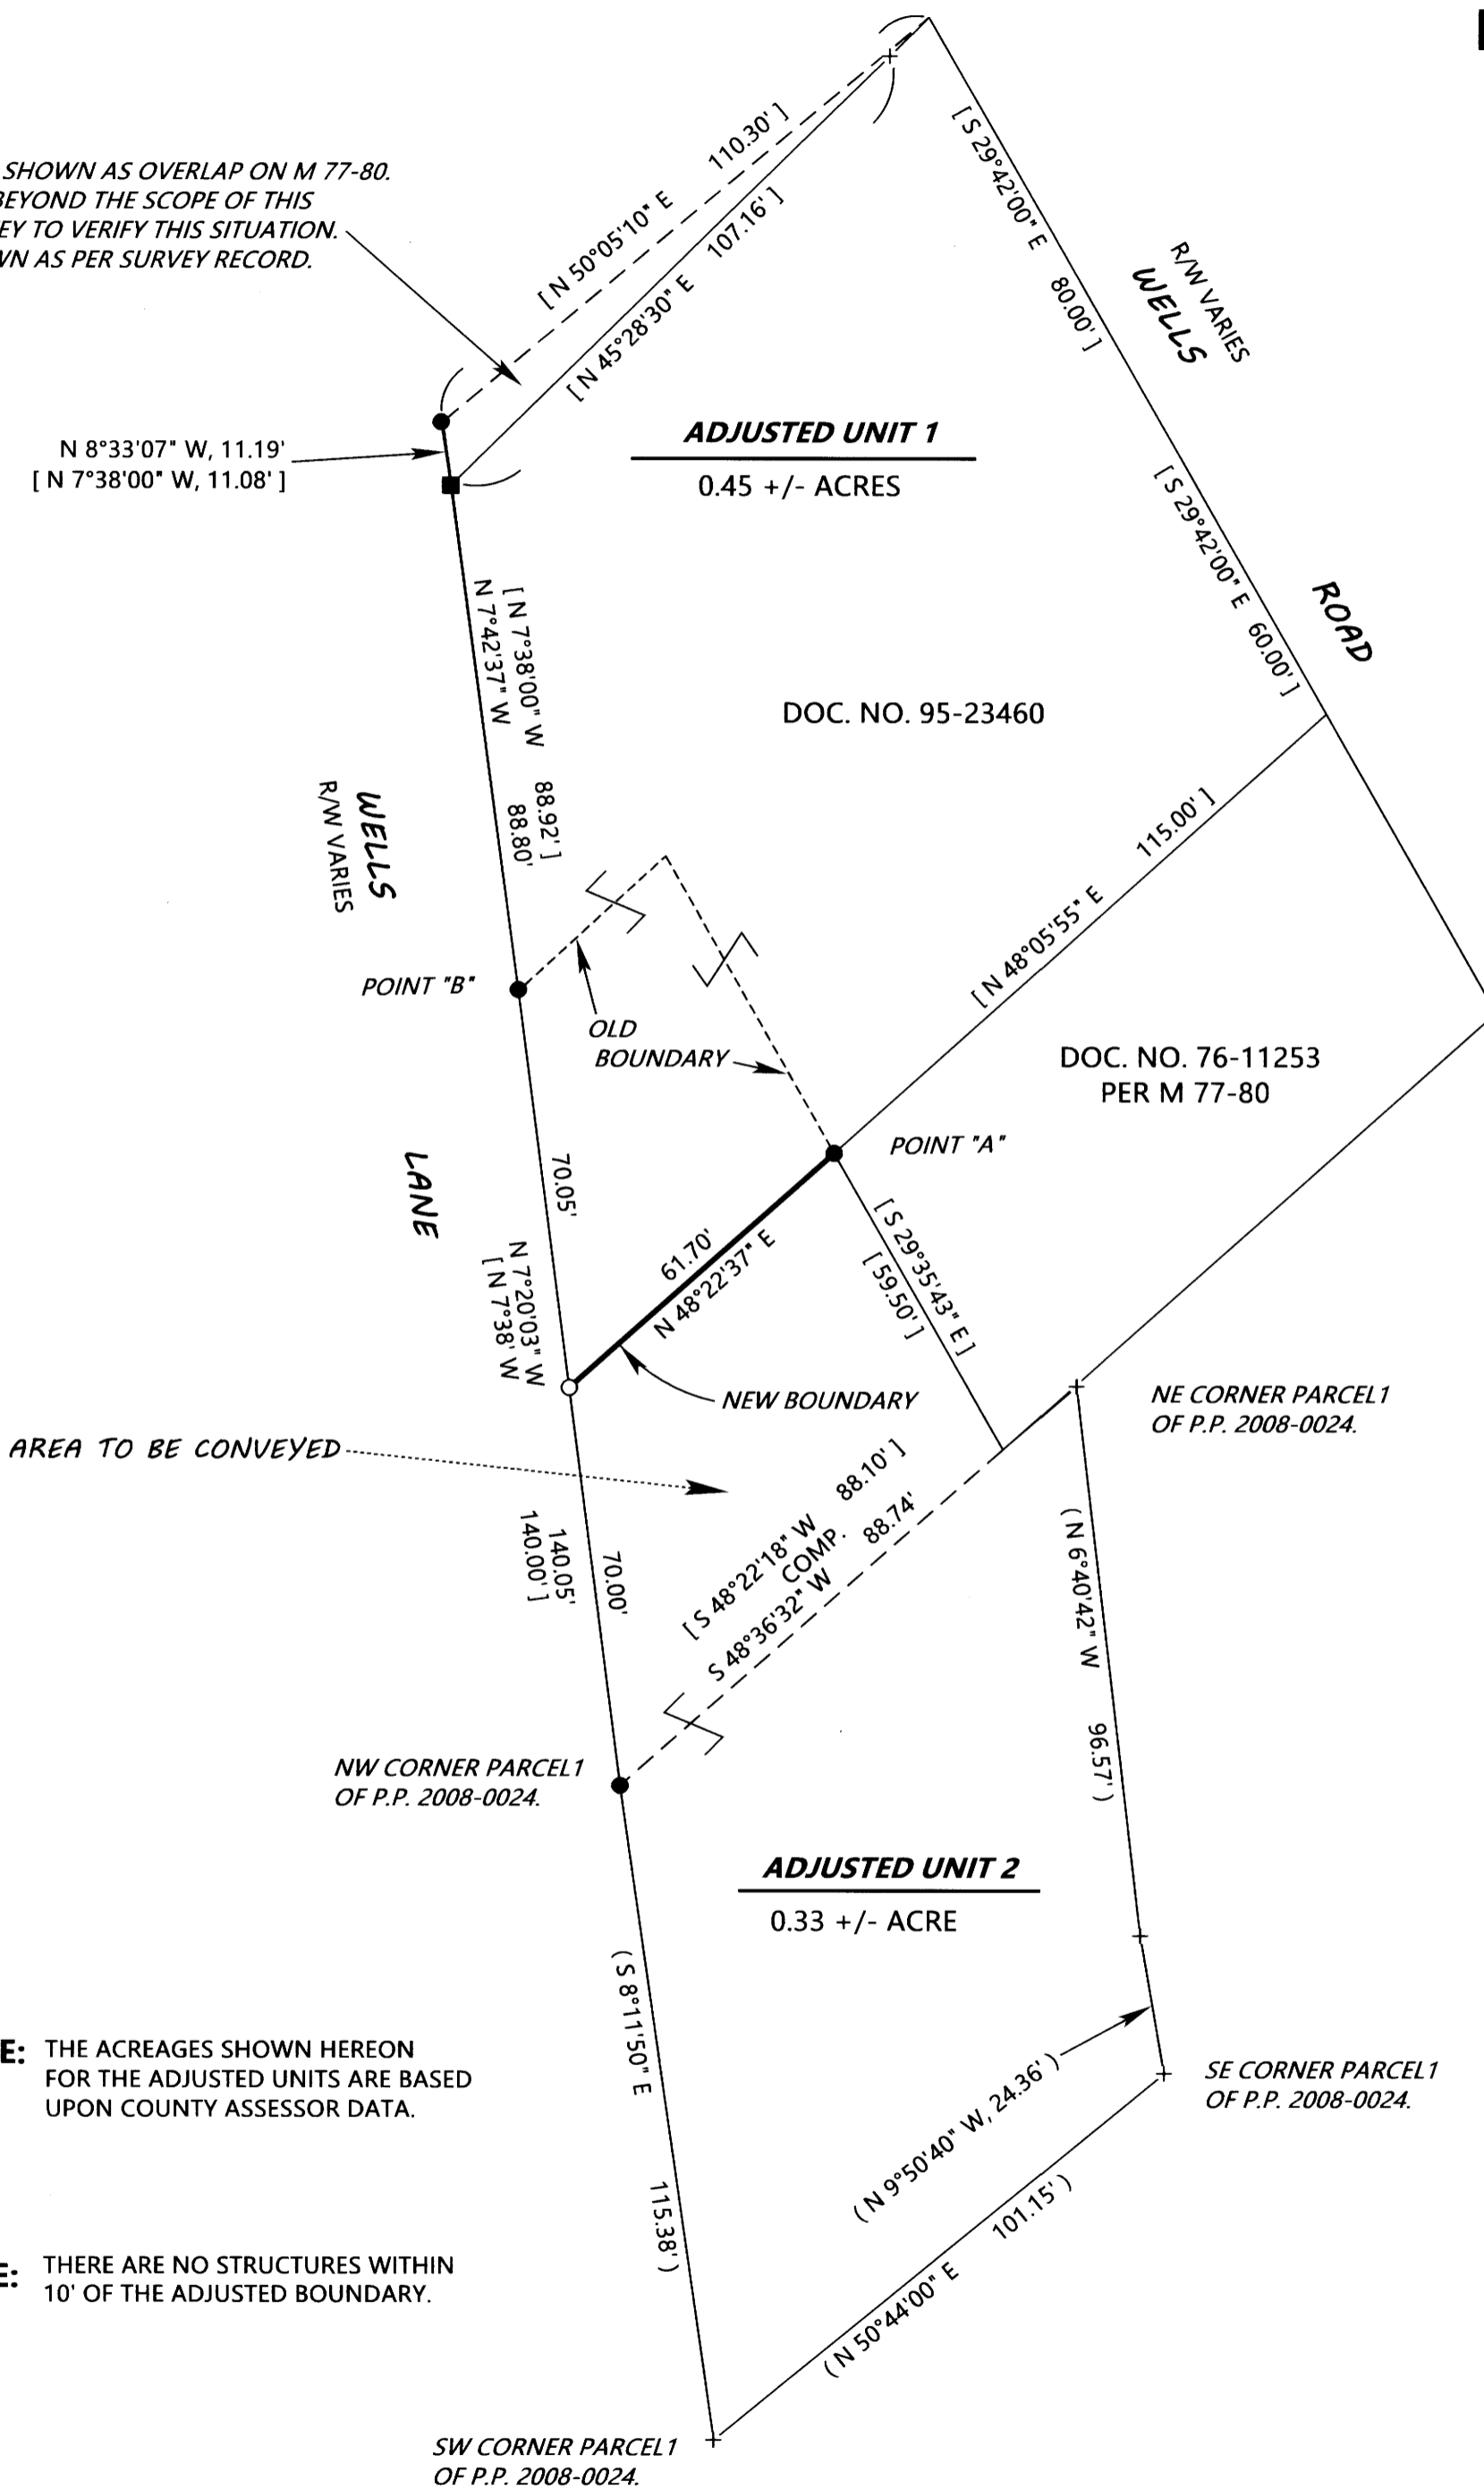 SHOWN AS OVERLAP ON M 77-80.
BEYOND THE SCOPE OF THIS
TO VERIFY THIS SITUATION.
AS PER SURVEY RECORD.
[ N 50°05'10" E 110.30' ]
[ N 45°28'30" E 107.16' ]
[ S 29°42'00" E 80.00' ]
R/W VARIES
WELLS
ROAD
N 8°33'07" W, 11.19'
[ N 7°38'00" W, 11.08' ]
ADJUSTED UNIT 1
0.45 +/- ACRES
[ S 29°42'00" E 60.00' ]
[ N 7°38'00" W 88.92' ]
N 7°42'37" W 88.80'
DOC. NO. 95-23460
WELLS
R/W VARIES
LANE
[ N 48°05'55" E 115.00' ]
POINT "B"
OLD
BOUNDARY
DOC. NO. 76-11253
PER M 77-80
POINT "A"
70.05'
61.70'
N 48°22'37" E
[ S 29°35'43" E ]
[ 59.50' ]
N 7°20'03" W 140.05'
[ N 7°38' W 140.00' ]
NEW BOUNDARY
NE CORNER PARCEL1
OF P.P. 2008-0024.
AREA TO BE CONVEYED
[ S 48°22'18" W 88.10' ]
COMP.
S 48°36'32" W 88.74'
70.00'
( N 6°40'42" W 96.57' )
NW CORNER PARCEL1
OF P.P. 2008-0024.
ADJUSTED UNIT 2
0.33 +/- ACRE
( S 8°11'50" E 115.38' )
E: THE ACREAGES SHOWN HEREON
FOR THE ADJUSTED UNITS ARE BASED
UPON COUNTY ASSESSOR DATA.
( N 9°50'40" W, 24.36' )
SE CORNER PARCEL1
OF P.P. 2008-0024.
( N 50°44'00" E 101.15' )
E: THERE ARE NO STRUCTURES WITHIN
10' OF THE ADJUSTED BOUNDARY.
SW CORNER PARCEL1
OF P.P. 2008-0024.